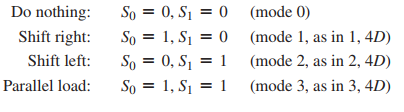 Do nothing: S₀ = 0, S₁ = 0 (mode 0)
Shift right: S₀ = 1, S₁ = 0 (mode 1, as in 1, 4D)
Shift left: S₀ = 0, S₁ = 1 (mode 2, as in 2, 4D)
Parallel load: S₀ = 1, S₁ = 1 (mode 3, as in 3, 4D)